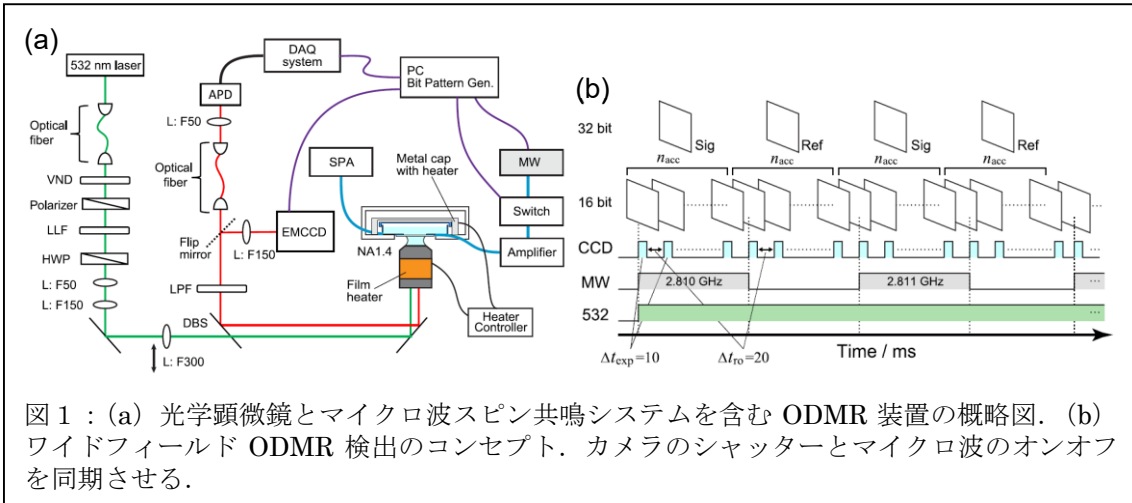 (a)
532 nm laser
Optical
fiber
VND
Polarizer
LLF
HWP
L: F50
L: F150
L: F300
DBS
LPF
Flip
mirror
L: F150
Optical
fiber
L: F50
APD
DAQ
system
PC
Bit Pattern Gen.
SPA
Metal cap
with heater
MW
Switch
Amplifier
EMCCD
NA1.4
Film
heater
Heater
Controller
(b)
32 bit
Sig
Ref
Sig
Ref
nacc
nacc
nacc
nacc
16 bit
CCD
MW
2.810 GHz
2.811 GHz
532
Δtexp=10
Δtro=20
Time / ms
図1：(a) 光学顕微鏡とマイクロ波スピン共鳴システムを含む ODMR 装置の概略図．(b)
ワイドフィールド ODMR 検出のコンセプト．カメラのシャッターとマイクロ波のオンオフ
を同期させる．